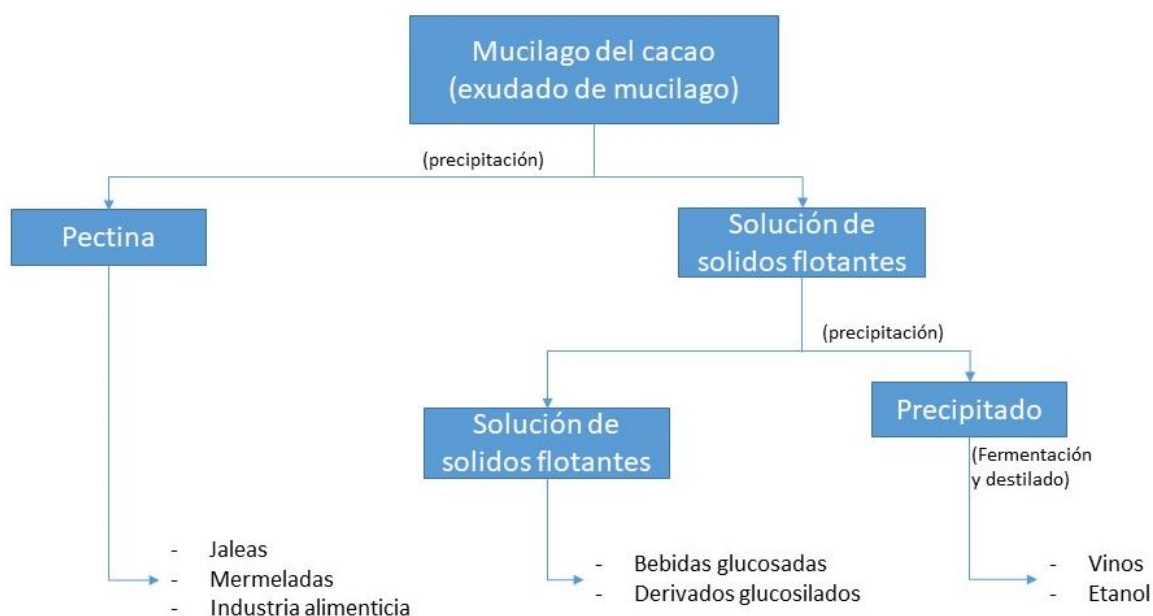 Mucilago del cacao
(exudado de mucilago)
(precipitación)
Pectina
Solución de
solidos flotantes
(precipitación)
Solución de
solidos flotantes
Precipitado
(Fermentación
y destilado)
- Jaleas
- Mermeladas
- Industria alimenticia
- Bebidas glucosadas
- Derivados glucosilados
- Vinos
- Etanol